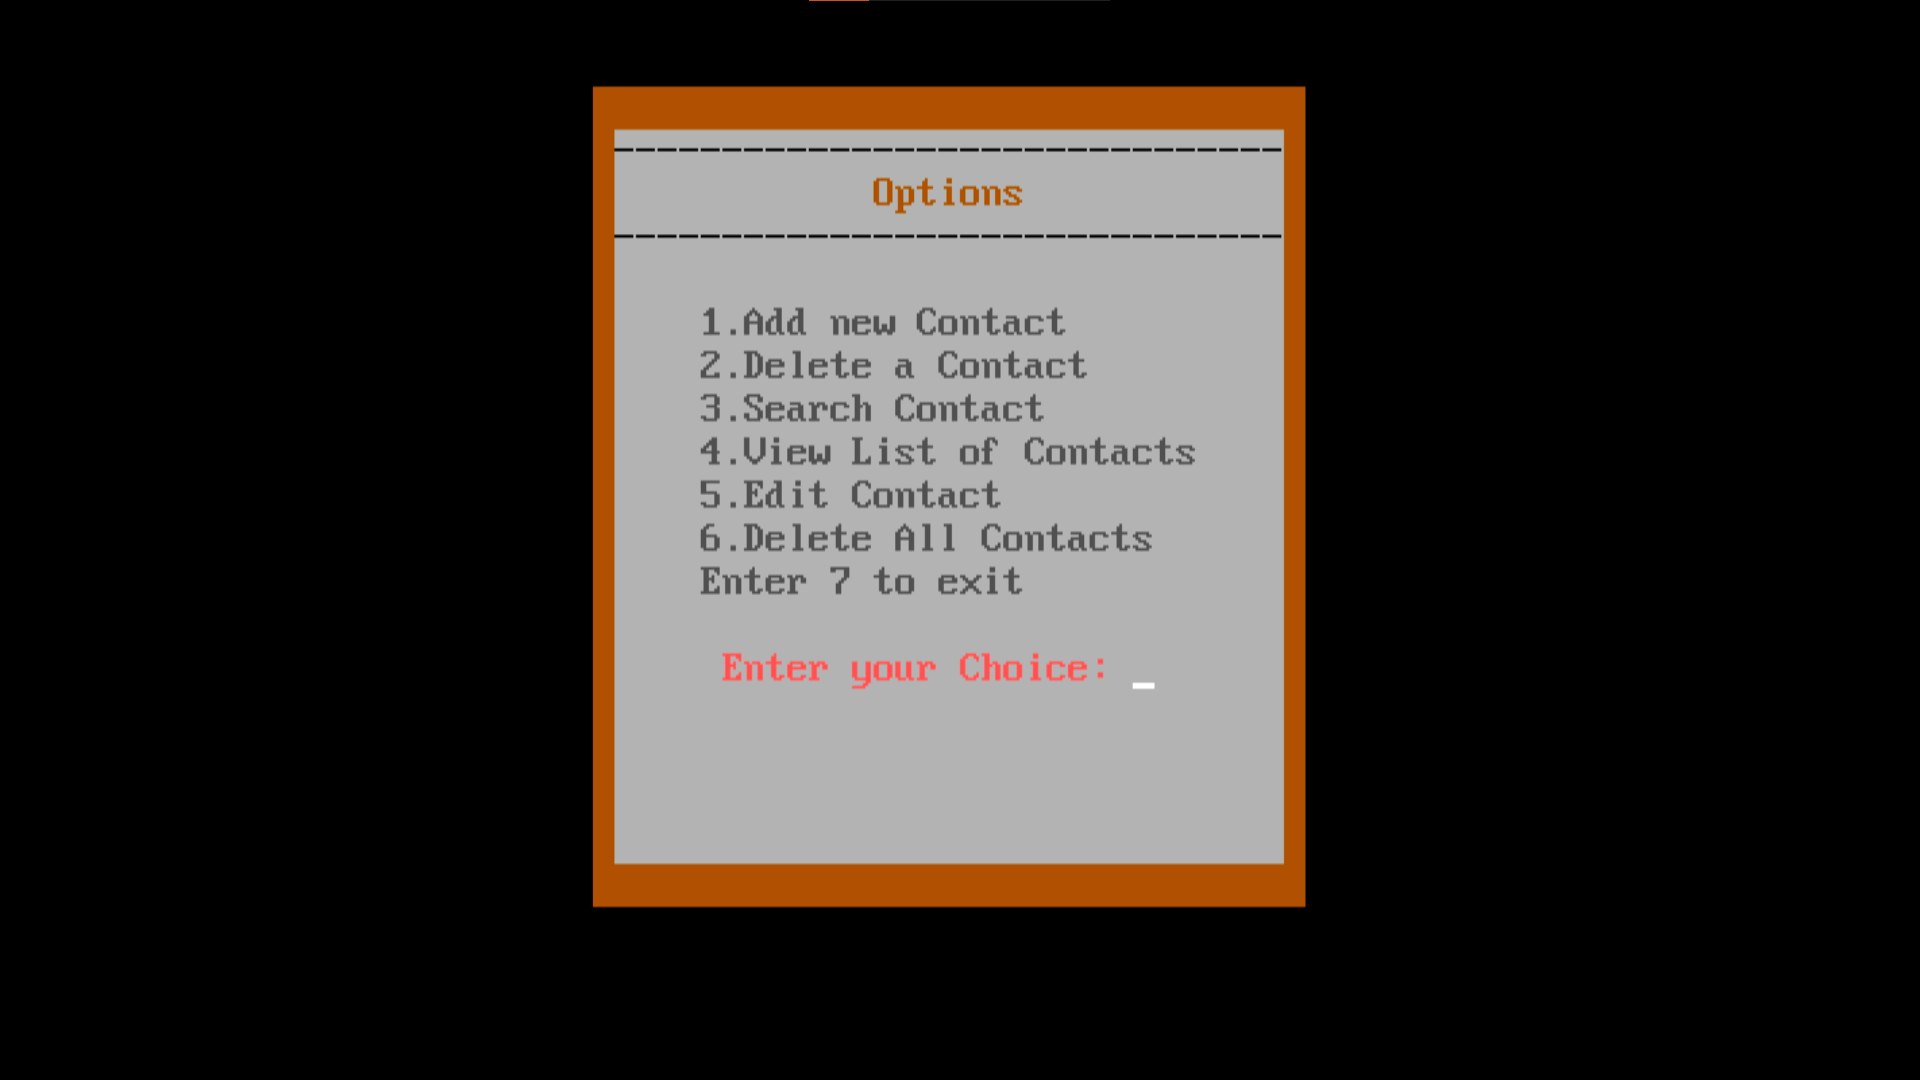 Options
1.Add new Contact
2.Delete a Contact
3.Search Contact
4.View List of Contacts
5.Edit Contact
6.Delete All Contacts
Enter 7 to exit
Enter your Choice: _